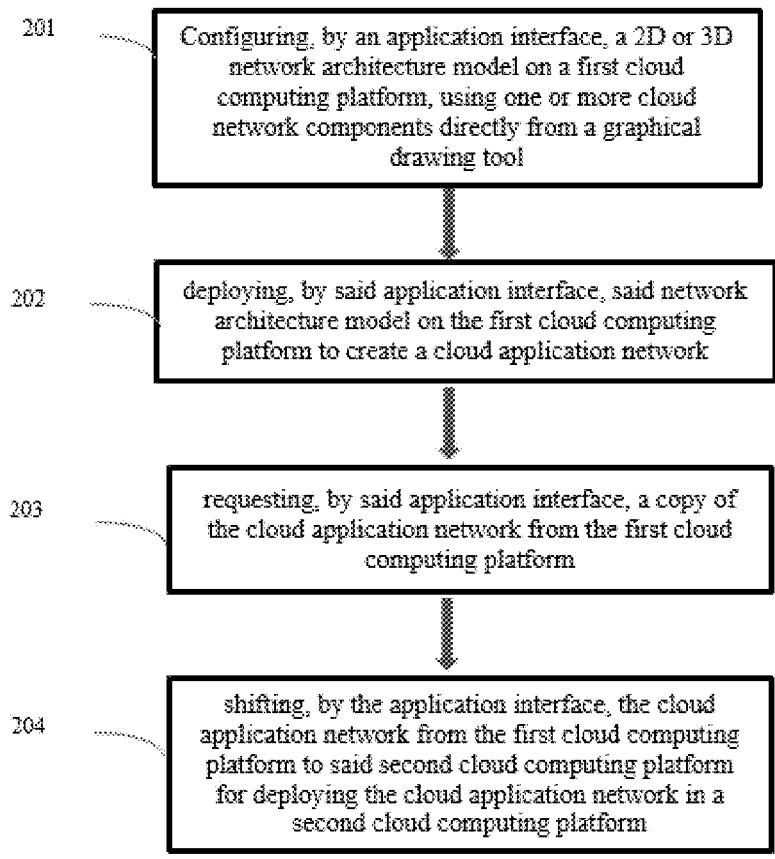 201
Configuring, by an application interface, a 2D or 3D
network architecture model on a first cloud
computing platform, using one or more cloud
network components directly from a graphical
drawing tool
202
deploying, by said application interface, said network
architecture model on the first cloud computing
platform to create a cloud application network
203
requesting, by said application interface, a copy of
the cloud application network from the first cloud
computing platform
204
shifting, by the application interface, the cloud
application network from the first cloud computing
platform to said second cloud computing platform
for deploying the cloud application network in a
second cloud computing platform